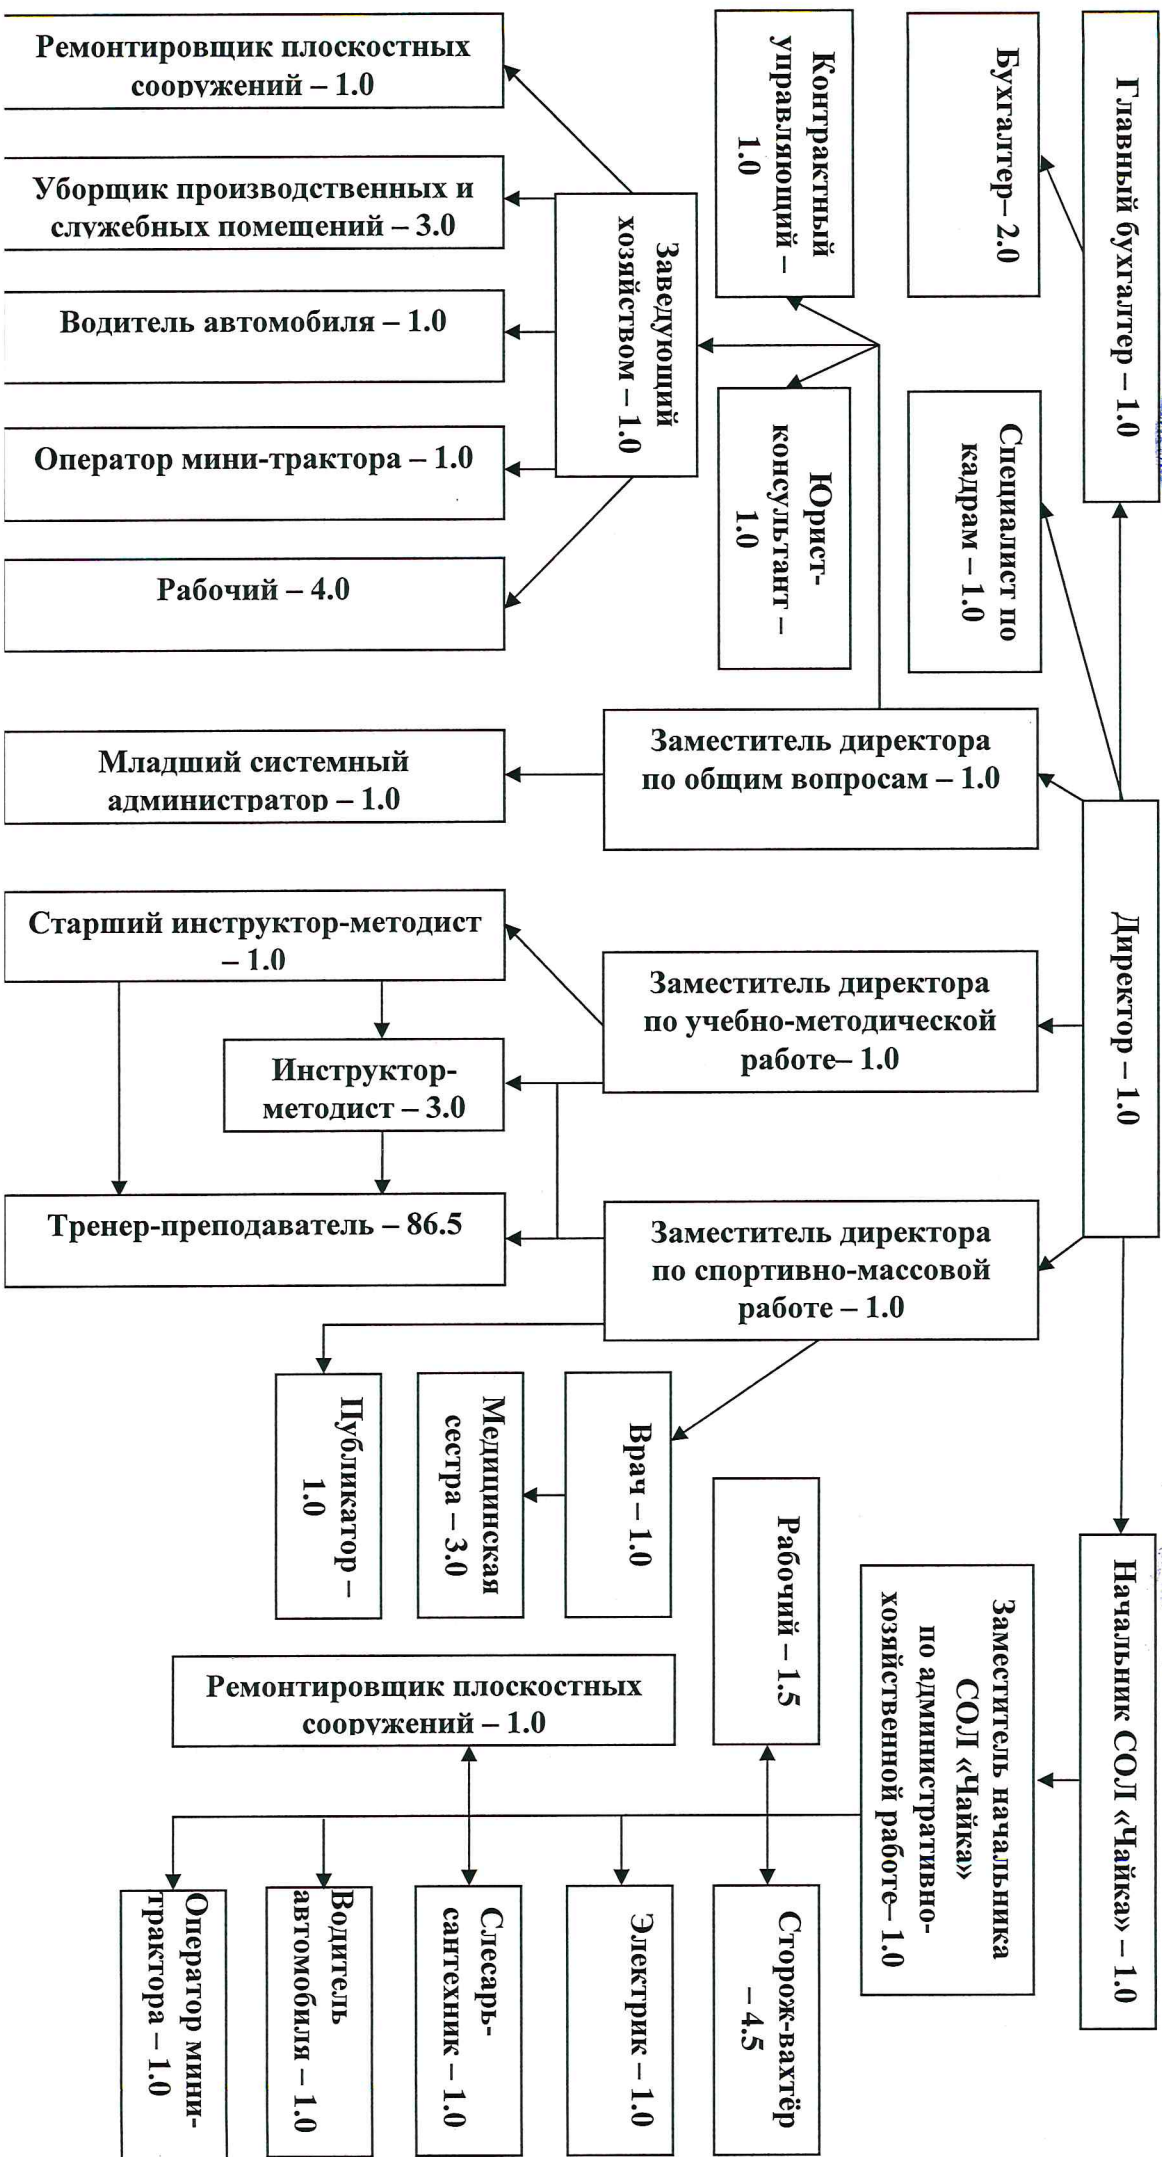 Главный бухгалтер – 1.0
Директор – 1.0
Начальник СОЛ «Чайка» – 1.0
Бухгалтер– 2.0
Специалист по
кадрам – 1.0
Заместитель директора
по общим вопросам – 1.0
Заместитель директора
по учебно-методической
работе– 1.0
Заместитель директора
по спортивно-массовой
работе – 1.0
Заместитель начальника
СОЛ «Чайка»
по административно-
хозяйственной работе– 1.0
Контрактный
управляющий –
1.0
Юрист-
консультант –
1.0
Заведующий
хозяйством – 1.0
Ремонтировщик плоскостных
сооружений – 1.0
Уборщик производственных и
служебных помещений – 3.0
Водитель автомобиля – 1.0
Оператор мини-трактора – 1.0
Рабочий – 4.0
Младший системный
администратор – 1.0
Старший инструктор-методист
– 1.0
Инструктор-
методист – 3.0
Тренер-преподаватель – 86.5
Врач – 1.0
Медицинская
сестра – 3.0
Публикатор –
1.0
Рабочий – 1.5
Ремонтировщик плоскостных
сооружений – 1.0
Сторож-вахтёр
– 4.5
Электрик – 1.0
Слесарь-
сантехник – 1.0
Водитель
автомобиля – 1.0
Оператор мини-
трактора – 1.0